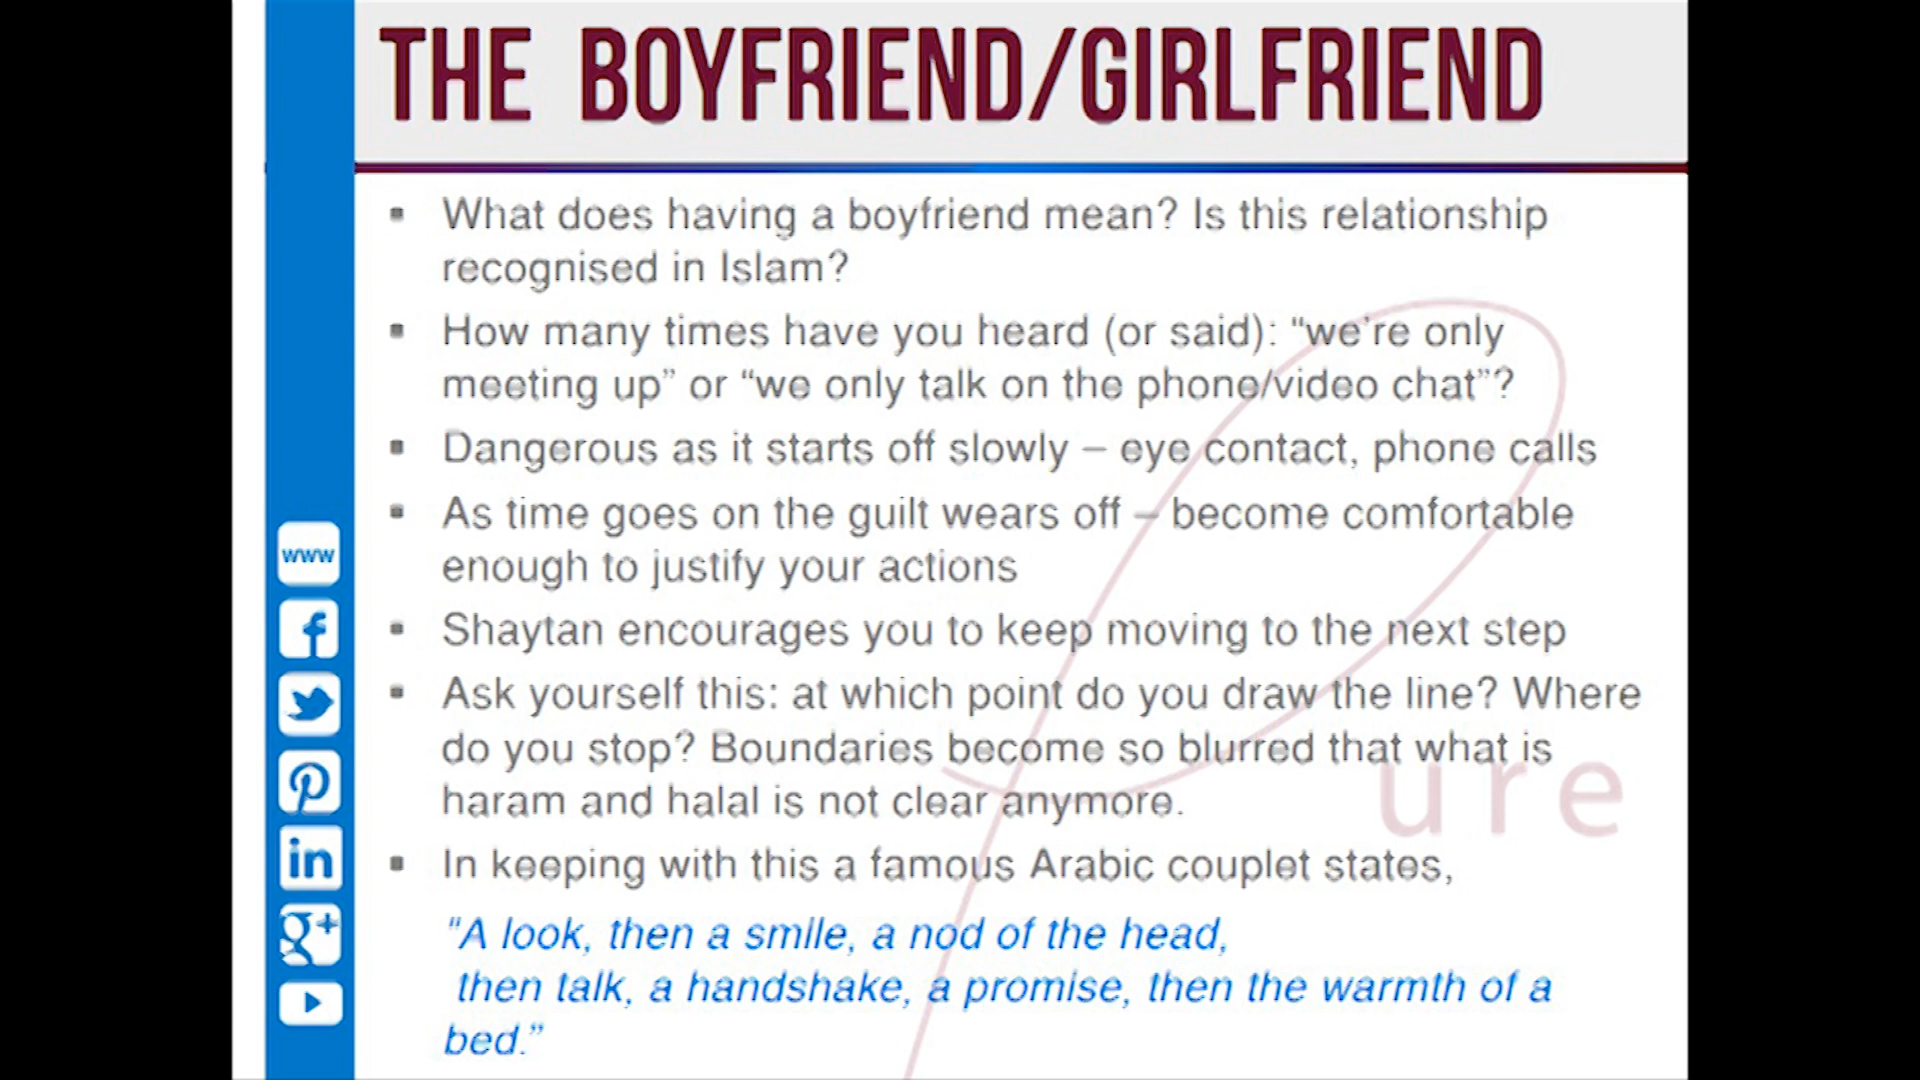 THE BOYFRIEND/GIRLFRIEND
▪ What does having a boyfriend mean? Is this relationship
recognised in Islam?
▪ How many times have you heard (or said): “we’re only
meeting up” or “we only talk on the phone/video chat”?
▪ Dangerous as it starts off slowly – eye contact, phone calls
▪ As time goes on the guilt wears off – become comfortable
enough to justify your actions
▪ Shaytan encourages you to keep moving to the next step
▪ Ask yourself this: at which point do you draw the line? Where
do you stop? Boundaries become so blurred that what is
haram and halal is not clear anymore.
▪ In keeping with this a famous Arabic couplet states,
“A look, then a smile, a nod of the head,
then talk, a handshake, a promise, then the warmth of a
bed.”
Pure
www
f
in
g+